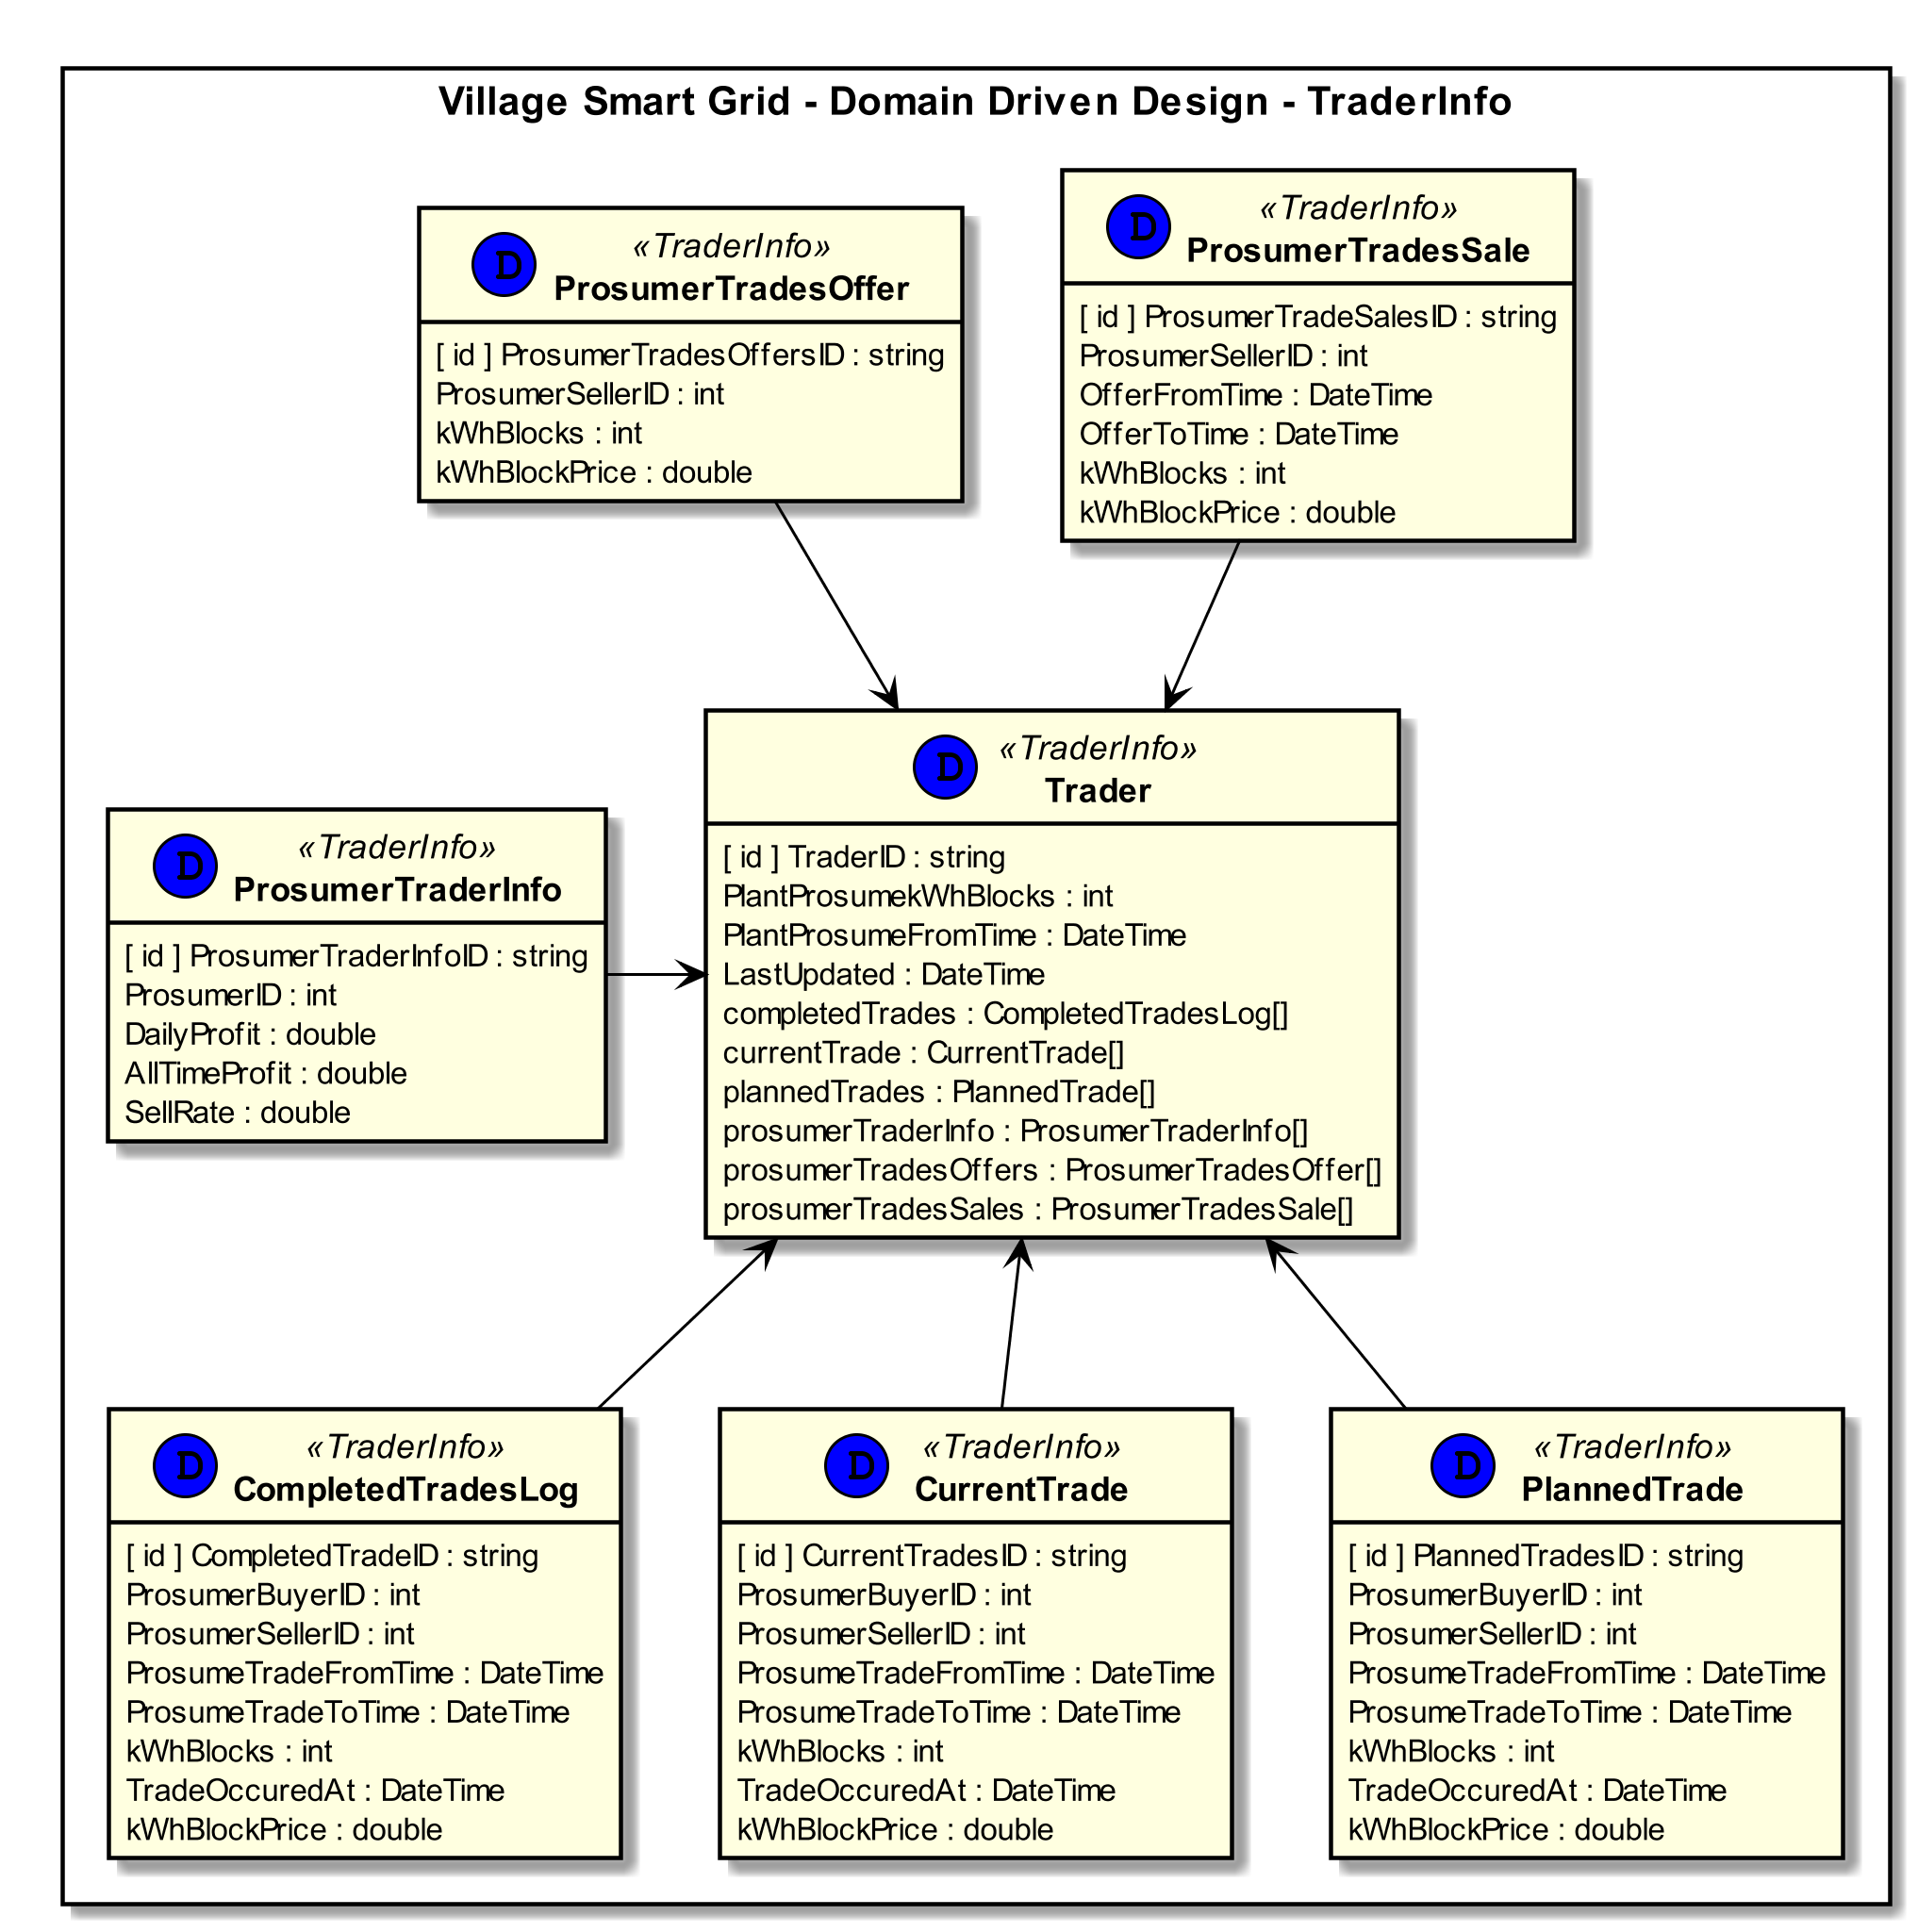 Village Smart Grid - Domain Driven Design - TraderInfo
D
«TraderInfo»
ProsumerTradesOffer
[ id ] ProsumerTradesOffersID : string
ProsumerSellerID : int
kWhBlocks : int
kWhBlockPrice : double
D
«TraderInfo»
ProsumerTradesSale
[ id ] ProsumerTradeSalesID : string
ProsumerSellerID : int
OfferFromTime : DateTime
OfferToTime : DateTime
kWhBlocks : int
kWhBlockPrice : double
D
«TraderInfo»
ProsumerTraderInfo
[ id ] ProsumerTraderInfoID : string
ProsumerID : int
DailyProfit : double
AllTimeProfit : double
SellRate : double
D
«TraderInfo»
Trader
[ id ] TraderID : string
PlantProsumekWhBlocks : int
PlantProsumeFromTime : DateTime
LastUpdated : DateTime
completedTrades : CompletedTradesLog[]
currentTrade : CurrentTrade[]
plannedTrades : PlannedTrade[]
prosumerTraderInfo : ProsumerTraderInfo[]
prosumerTradesOffers : ProsumerTradesOffer[]
prosumerTradesSales : ProsumerTradesSale[]
D
«TraderInfo»
CompletedTradesLog
[ id ] CompletedTradeID : string
ProsumerBuyerID : int
ProsumerSellerID : int
ProsumeTradeFromTime : DateTime
ProsumeTradeToTime : DateTime
kWhBlocks : int
TradeOccuredAt : DateTime
kWhBlockPrice : double
D
«TraderInfo»
CurrentTrade
[ id ] CurrentTradesID : string
ProsumerBuyerID : int
ProsumerSellerID : int
ProsumeTradeFromTime : DateTime
ProsumeTradeToTime : DateTime
kWhBlocks : int
TradeOccuredAt : DateTime
kWhBlockPrice : double
D
«TraderInfo»
PlannedTrade
[ id ] PlannedTradesID : string
ProsumerBuyerID : int
ProsumerSellerID : int
ProsumeTradeFromTime : DateTime
ProsumeTradeToTime : DateTime
kWhBlocks : int
TradeOccuredAt : DateTime
kWhBlockPrice : double